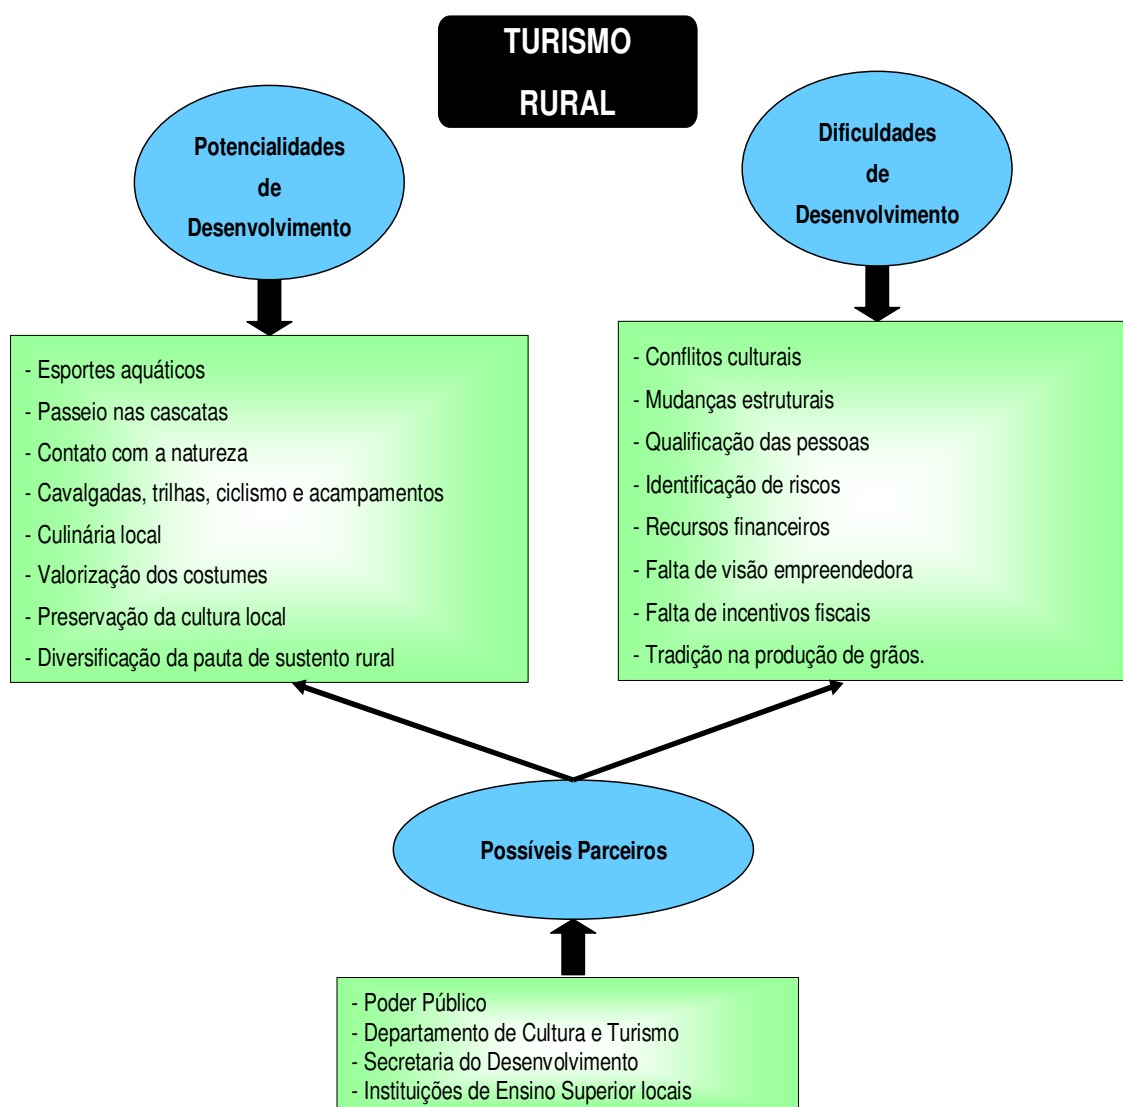 TURISMO
RURAL
Potencialidades
de
Desenvolvimento
Dificuldades
de
Desenvolvimento
- Esportes aquáticos
- Passeio nas cascatas
- Contato com a natureza
- Cavalgadas, trilhas, ciclismo e acampamentos
- Culinária local
- Valorização dos costumes
- Preservação da cultura local
- Diversificação da pauta de sustento rural
- Conflitos culturais
- Mudanças estruturais
- Qualificação das pessoas
- Identificação de riscos
- Recursos financeiros
- Falta de visão empreendedora
- Falta de incentivos fiscais
- Tradição na produção de grãos.
Possíveis Parceiros
- Poder Público
- Departamento de Cultura e Turismo
- Secretaria do Desenvolvimento
- Instituições de Ensino Superior locais